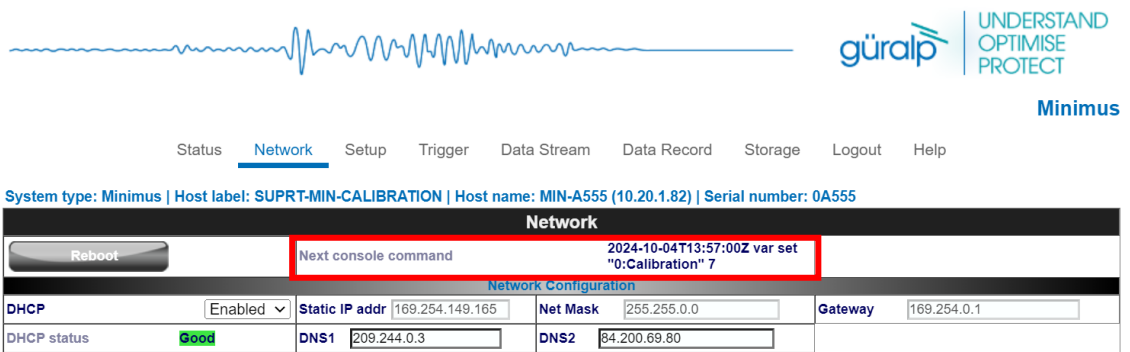 güralp
UNDERSTAND
OPTIMISE
PROTECT
Minimus
Status Network Setup Trigger Data Stream Data Record Storage Logout Help
System type: Minimus | Host label: SUPRT-MIN-CALIBRATION | Host name: MIN-A555 (10.20.1.82) | Serial number: 0A555
Network
Reboot
Next console command
2024-10-04T13:57:00Z var set
"0:Calibration" 7
Network Configuration
DHCP Enabled Static IP addr 169.254.149.165 Net Mask 255.255.0.0 Gateway 169.254.0.1
DHCP status Good DNS1 209.244.0.3 DNS2 84.200.69.80